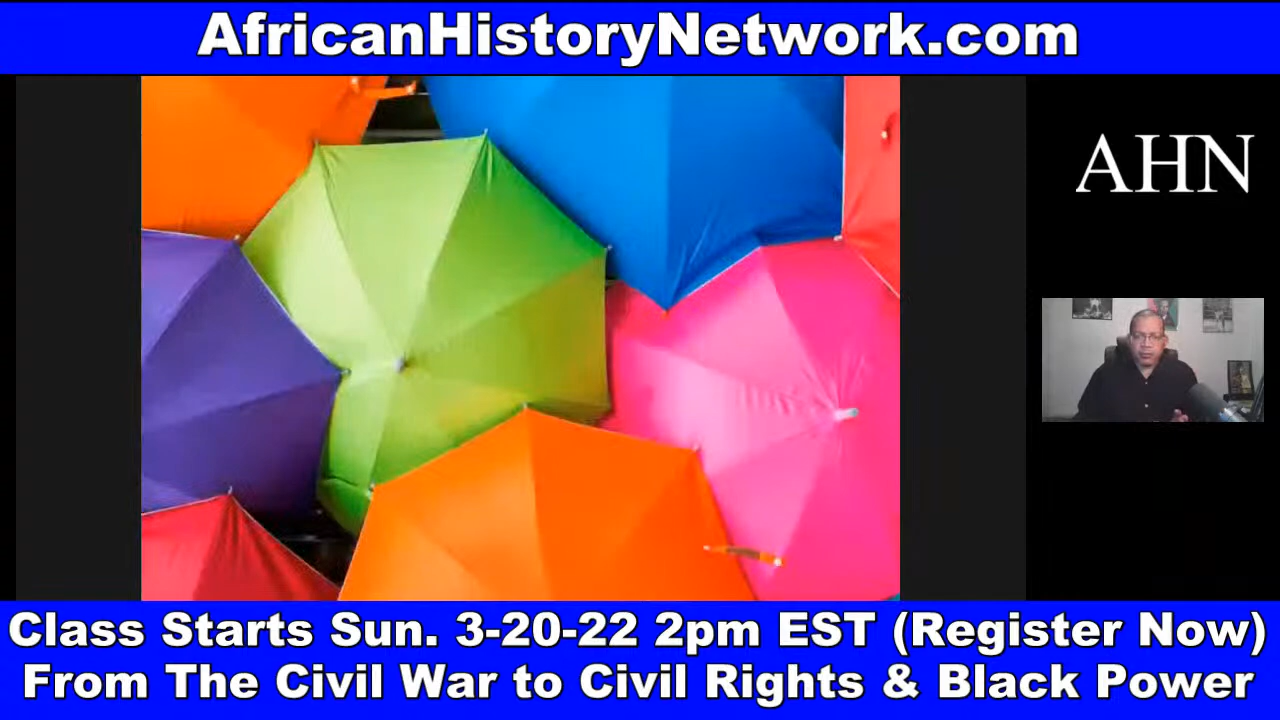 AfricanHistoryNetwork.com
AHN
Class Starts Sun. 3-20-22 2pm EST (Register Now)
From The Civil War to Civil Rights & Black Power